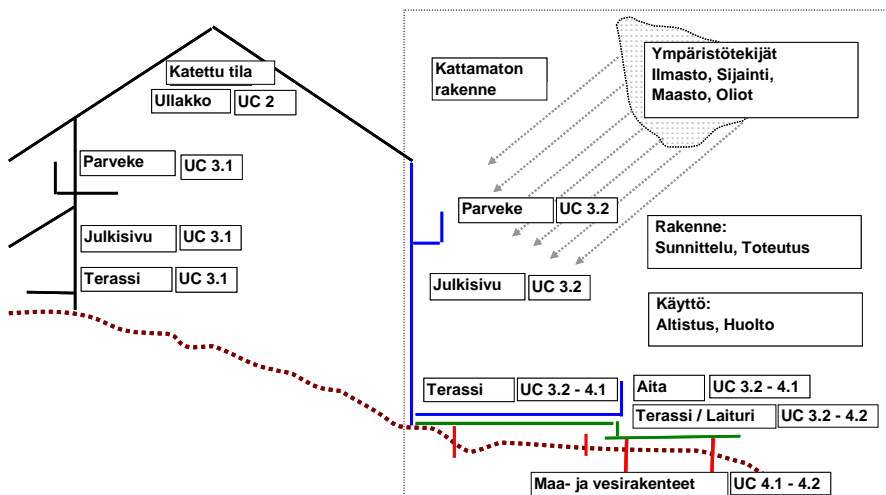 Katettu tila
Ullakko UC 2
Parveke UC 3.1
Julkisivu UC 3.1
Terassi UC 3.1
Kattamaton
rakenne
Ympäristötekijät
Ilmasto, Sijainti,
Maasto, Oliot
Parveke UC 3.2
Julkisivu UC 3.2
Rakenne:
Sunnittelu, Toteutus
Käyttö:
Altistus, Huolto
Terassi UC 3.2 - 4.1
Aita UC 3.2 - 4.1
Terassi / Laituri UC 3.2 - 4.2
Maa- ja vesirakenteet UC 4.1 - 4.2